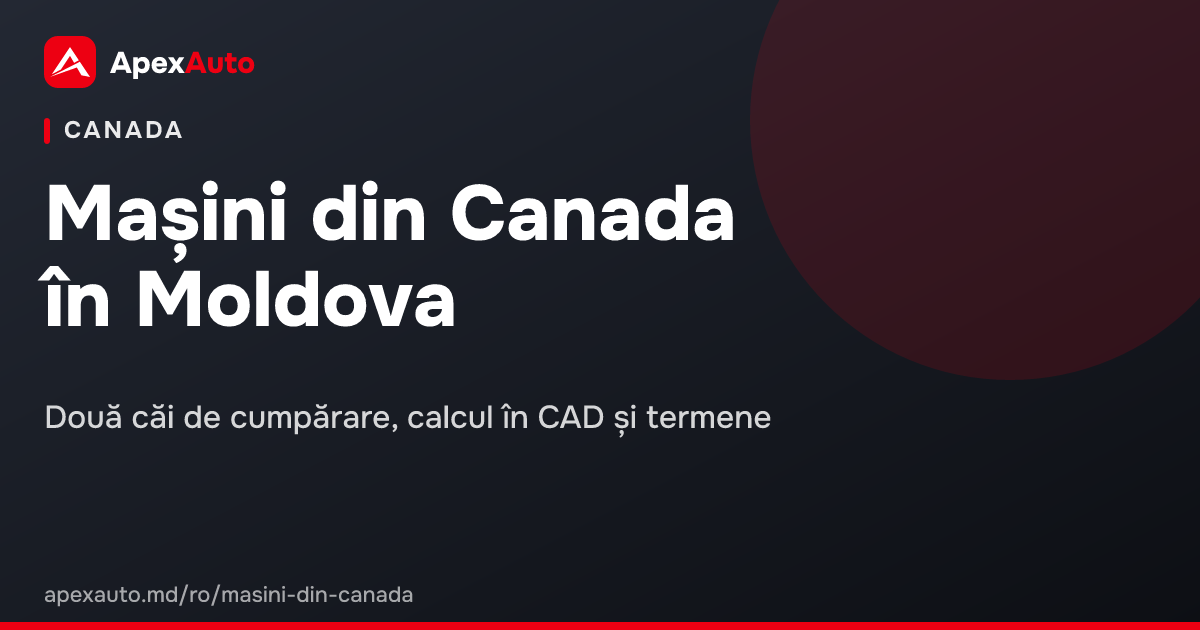 ApexAuto
CANADA
Mașini din Canada
în Moldova
Două căi de cumpărare, calcul în CAD și termene
apexauto.md/ro/masini-din-canada